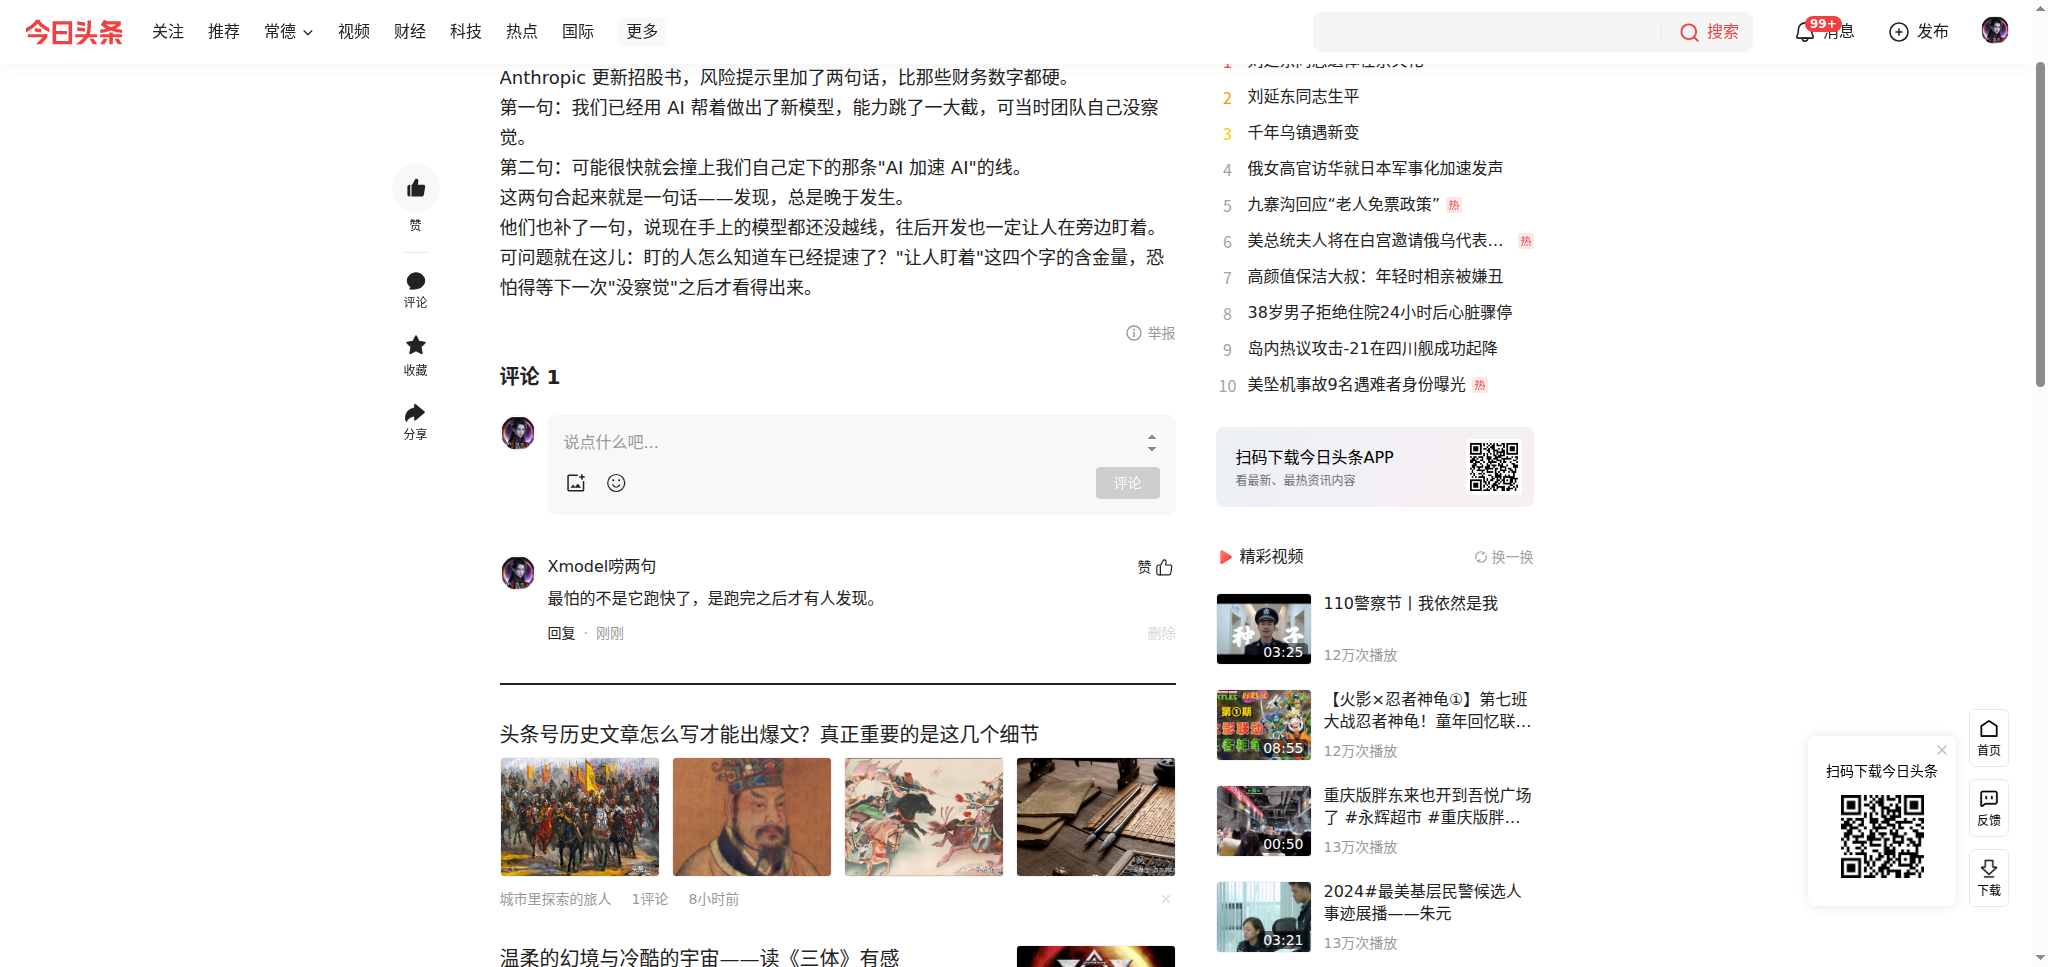 今日头条
关注 推荐 常德 视频 财经 科技 热点 国际 更多
搜索
99+
消息
发布
Anthropic 更新招股书，风险提示里加了两句话，比那些财务数字都硬。
第一句：我们已经用 AI 帮着做出了新模型，能力跳了一大截，可当时团队自己没察
觉。
第二句：可能很快就会撞上我们自己定下的那条"AI 加速 AI"的线。
这两句合起来就是一句话——发现，总是晚于发生。
他们也补了一句，说现在手上的模型都还没越线，往后开发也一定让人在旁边盯着。
可问题就在这儿：盯的人怎么知道车已经提速了？"让人盯着"这四个字的含金量，恐
怕得等下一次"没察觉"之后才看得出来。
举报
赞
评论
收藏
分享
评论 1
说点什么吧...
评论
Xmodel唠两句
赞
最怕的不是它跑快了，是跑完之后才有人发现。
回复 · 刚刚
删除
头条号历史文章怎么写才能出爆文？真正重要的是这几个细节
城市里探索的旅人 1评论 8小时前
温柔的幻境与冷酷的宇宙——读《三体》有感
1
2 刘延东同志生平
3 千年乌镇遇新变
4 俄女高官访华就日本军事化加速发声
5 九寨沟回应“老人免票政策” 热
6 美总统夫人将在白宫邀请俄乌代表... 热
7 高颜值保洁大叔：年轻时相亲被嫌丑
8 38岁男子拒绝住院24小时后心脏骤停
9 岛内热议攻击-21在四川舰成功起降
10 美坠机事故9名遇难者身份曝光 热
扫码下载今日头条APP
看最新、最热资讯内容
精彩视频
换一换
种 子
03:25
110警察节丨我依然是我
12万次播放
第①期
08:55
【火影×忍者神龟①】第七班
大战忍者神龟！童年回忆联...
12万次播放
00:50
重庆版胖东来也开到吾悦广场
了 #永辉超市 #重庆版胖...
13万次播放
03:21
2024#最美基层民警候选人
事迹展播——朱元
13万次播放
扫码下载今日头条
首页
反馈
下载